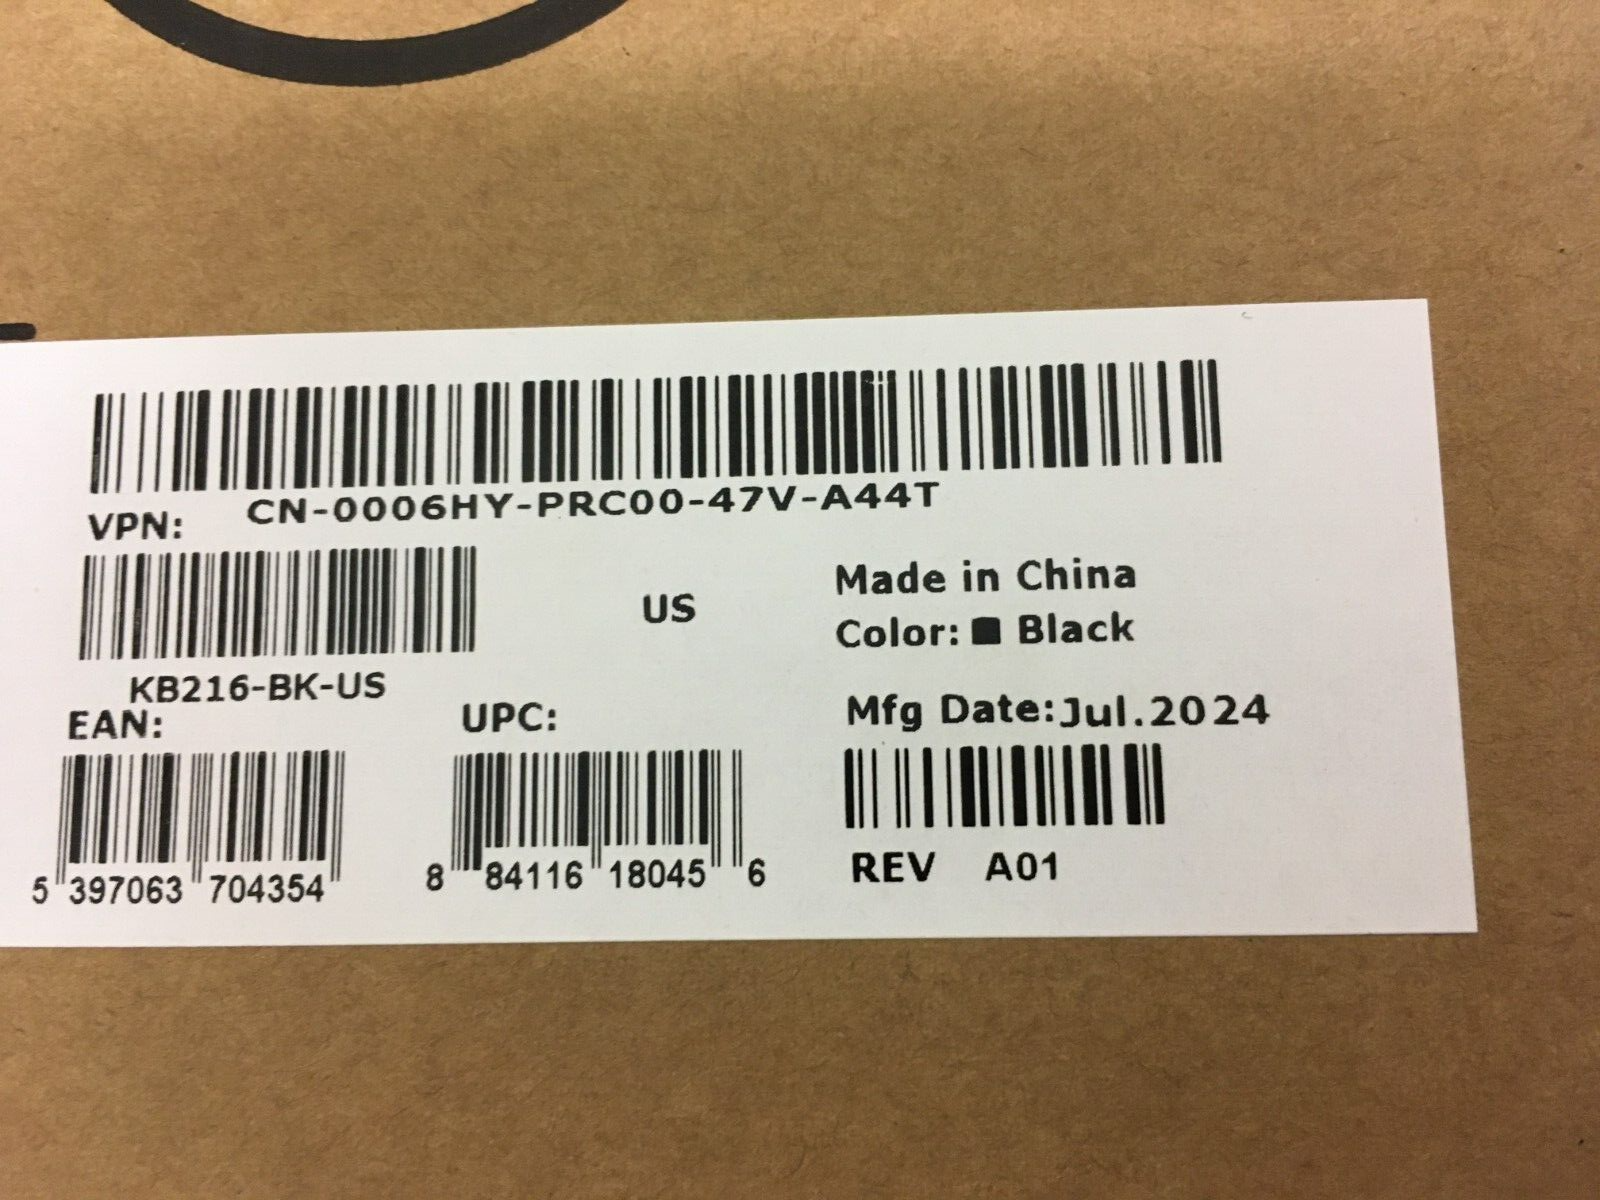 CN-0006HY-PRC00-47V-A44T
VPN:
KB216-BK-US
US
Made in China
Color: Black
EAN:
5 397063 704354
UPC:
8 84116 18045 6
Mfg Date:Jul.2024
REV A01